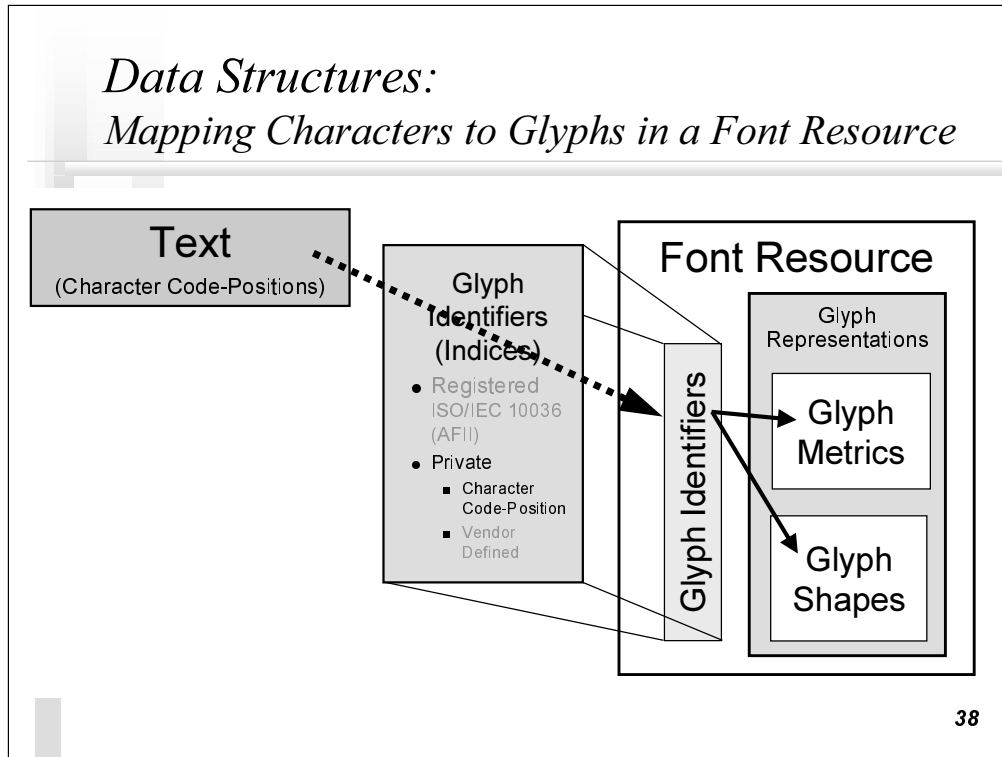 Data Structures:
Mapping Characters to Glyphs in a Font Resource
Text
(Character Code-Positions)
Glyph
Identifiers
(Indices)
● Registered
ISO/IEC 10036
(AFII)
● Private
■ Character
Code-Position
■ Vendor
Defined
Font Resource
Glyph Identifiers
Glyph
Representations
Glyph
Metrics
Glyph
Shapes
38